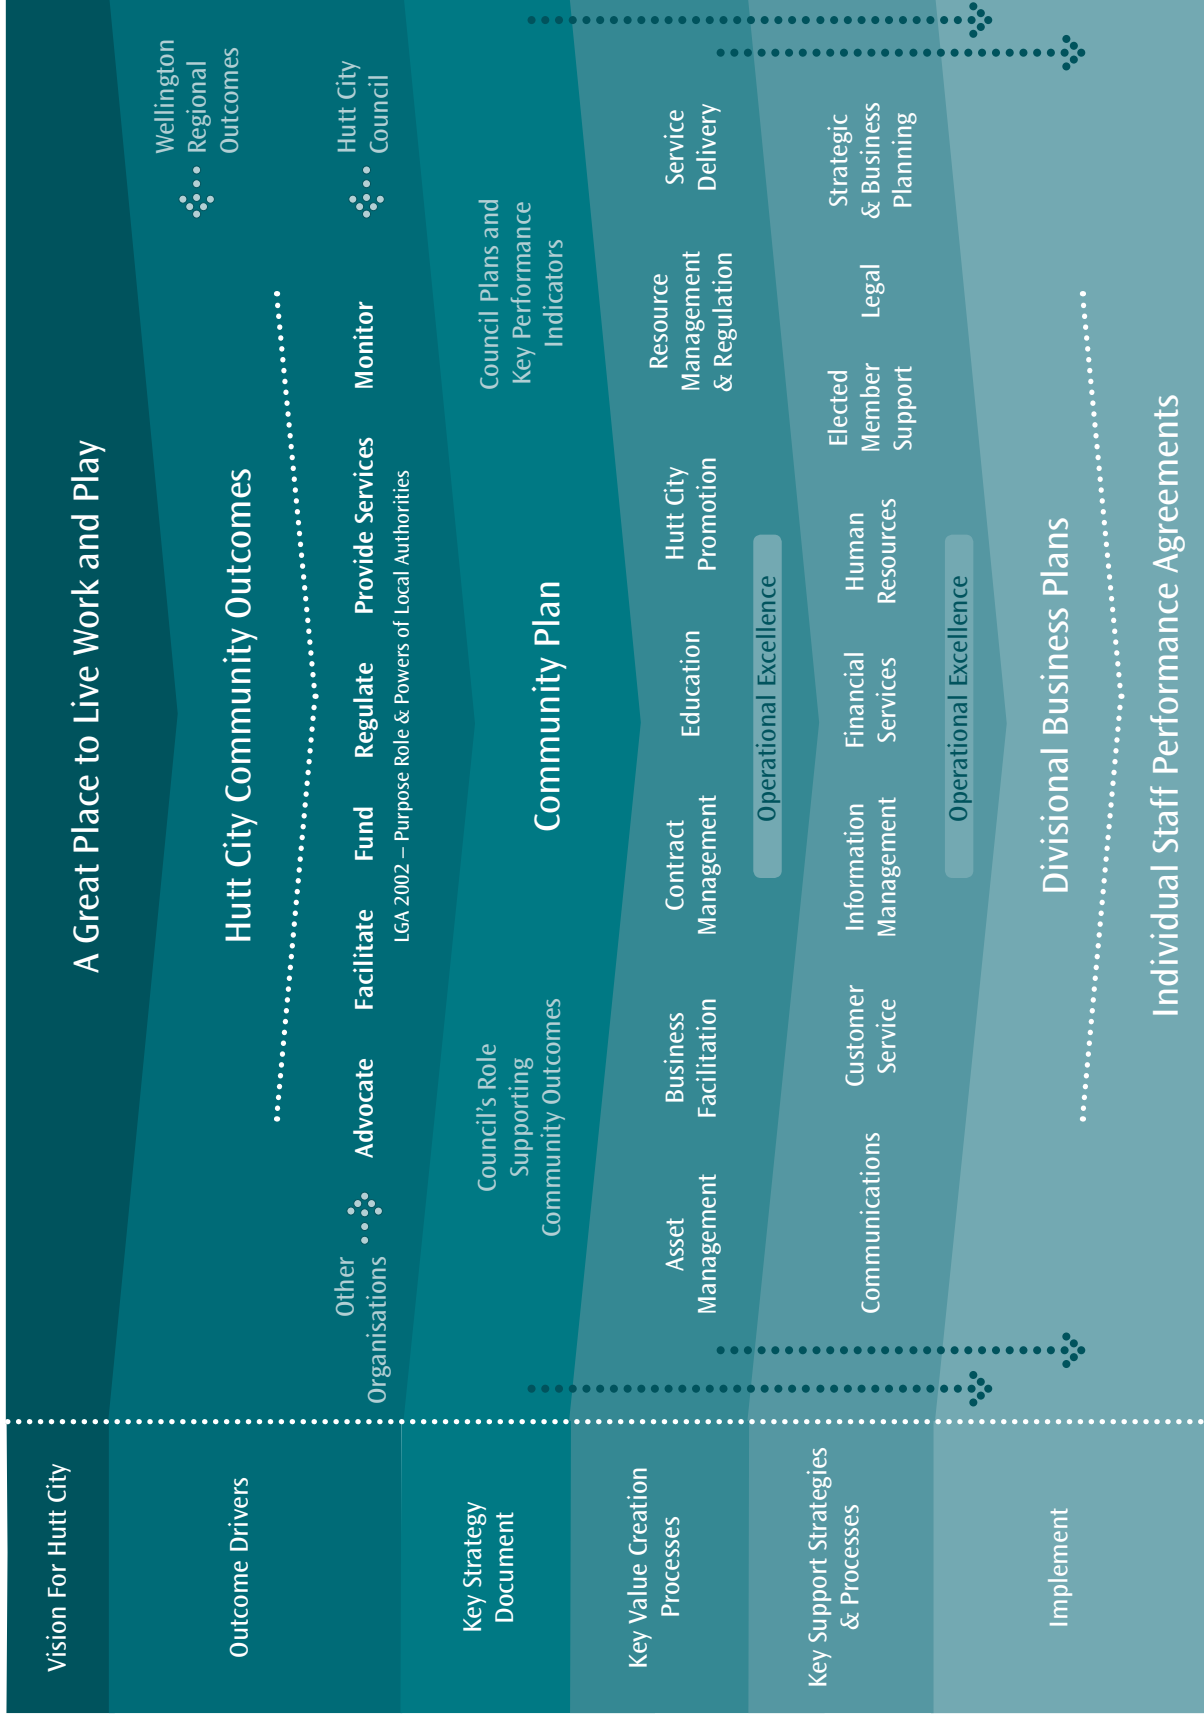 Vision For Hutt City
A Great Place to Live Work and Play
Outcome Drivers
Wellington
Regional
Outcomes
Hutt City Community Outcomes
Other
Organisations
Advocate
Facilitate
Fund
Regulate
Provide Services
Monitor
Hutt City
Council
LGA 2002 – Purpose Role & Powers of Local Authorities
Key Strategy
Document
Council's Role
Supporting
Community Outcomes
Community Plan
Council Plans and
Key Performance
Indicators
Key Value Creation
Processes
Asset
Management
Business
Facilitation
Contract
Management
Education
Hutt City
Promotion
Resource
Management
& Regulation
Service
Delivery
Operational Excellence
Key Support Strategies
& Processes
Communications
Customer
Service
Information
Management
Financial
Services
Human
Resources
Elected
Member
Support
Legal
Strategic
& Business
Planning
Operational Excellence
Implement
Divisional Business Plans
Individual Staff Performance Agreements